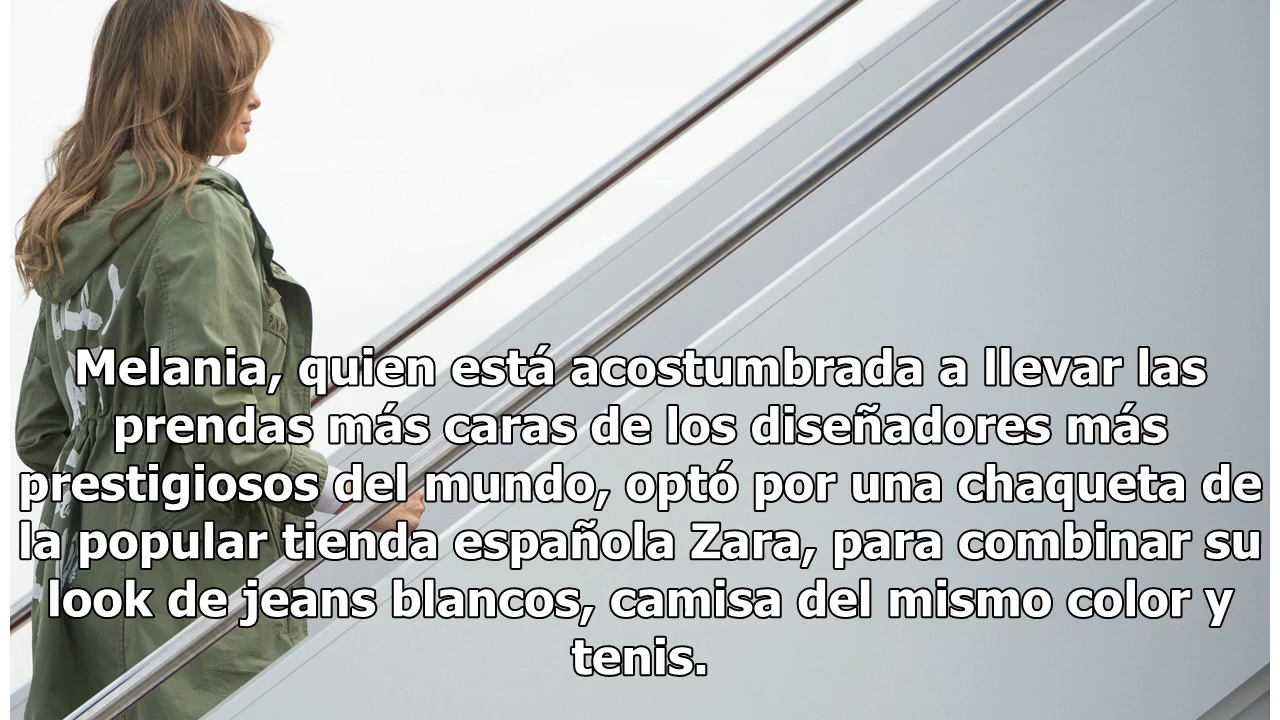 Melania, quien está acostumbrada a llevar las
prendas más caras de los diseñadores más
prestigiosos del mundo, optó por una chaqueta de
la popular tienda española Zara, para combinar su
look de jeans blancos, camisa del mismo color y
tenis.